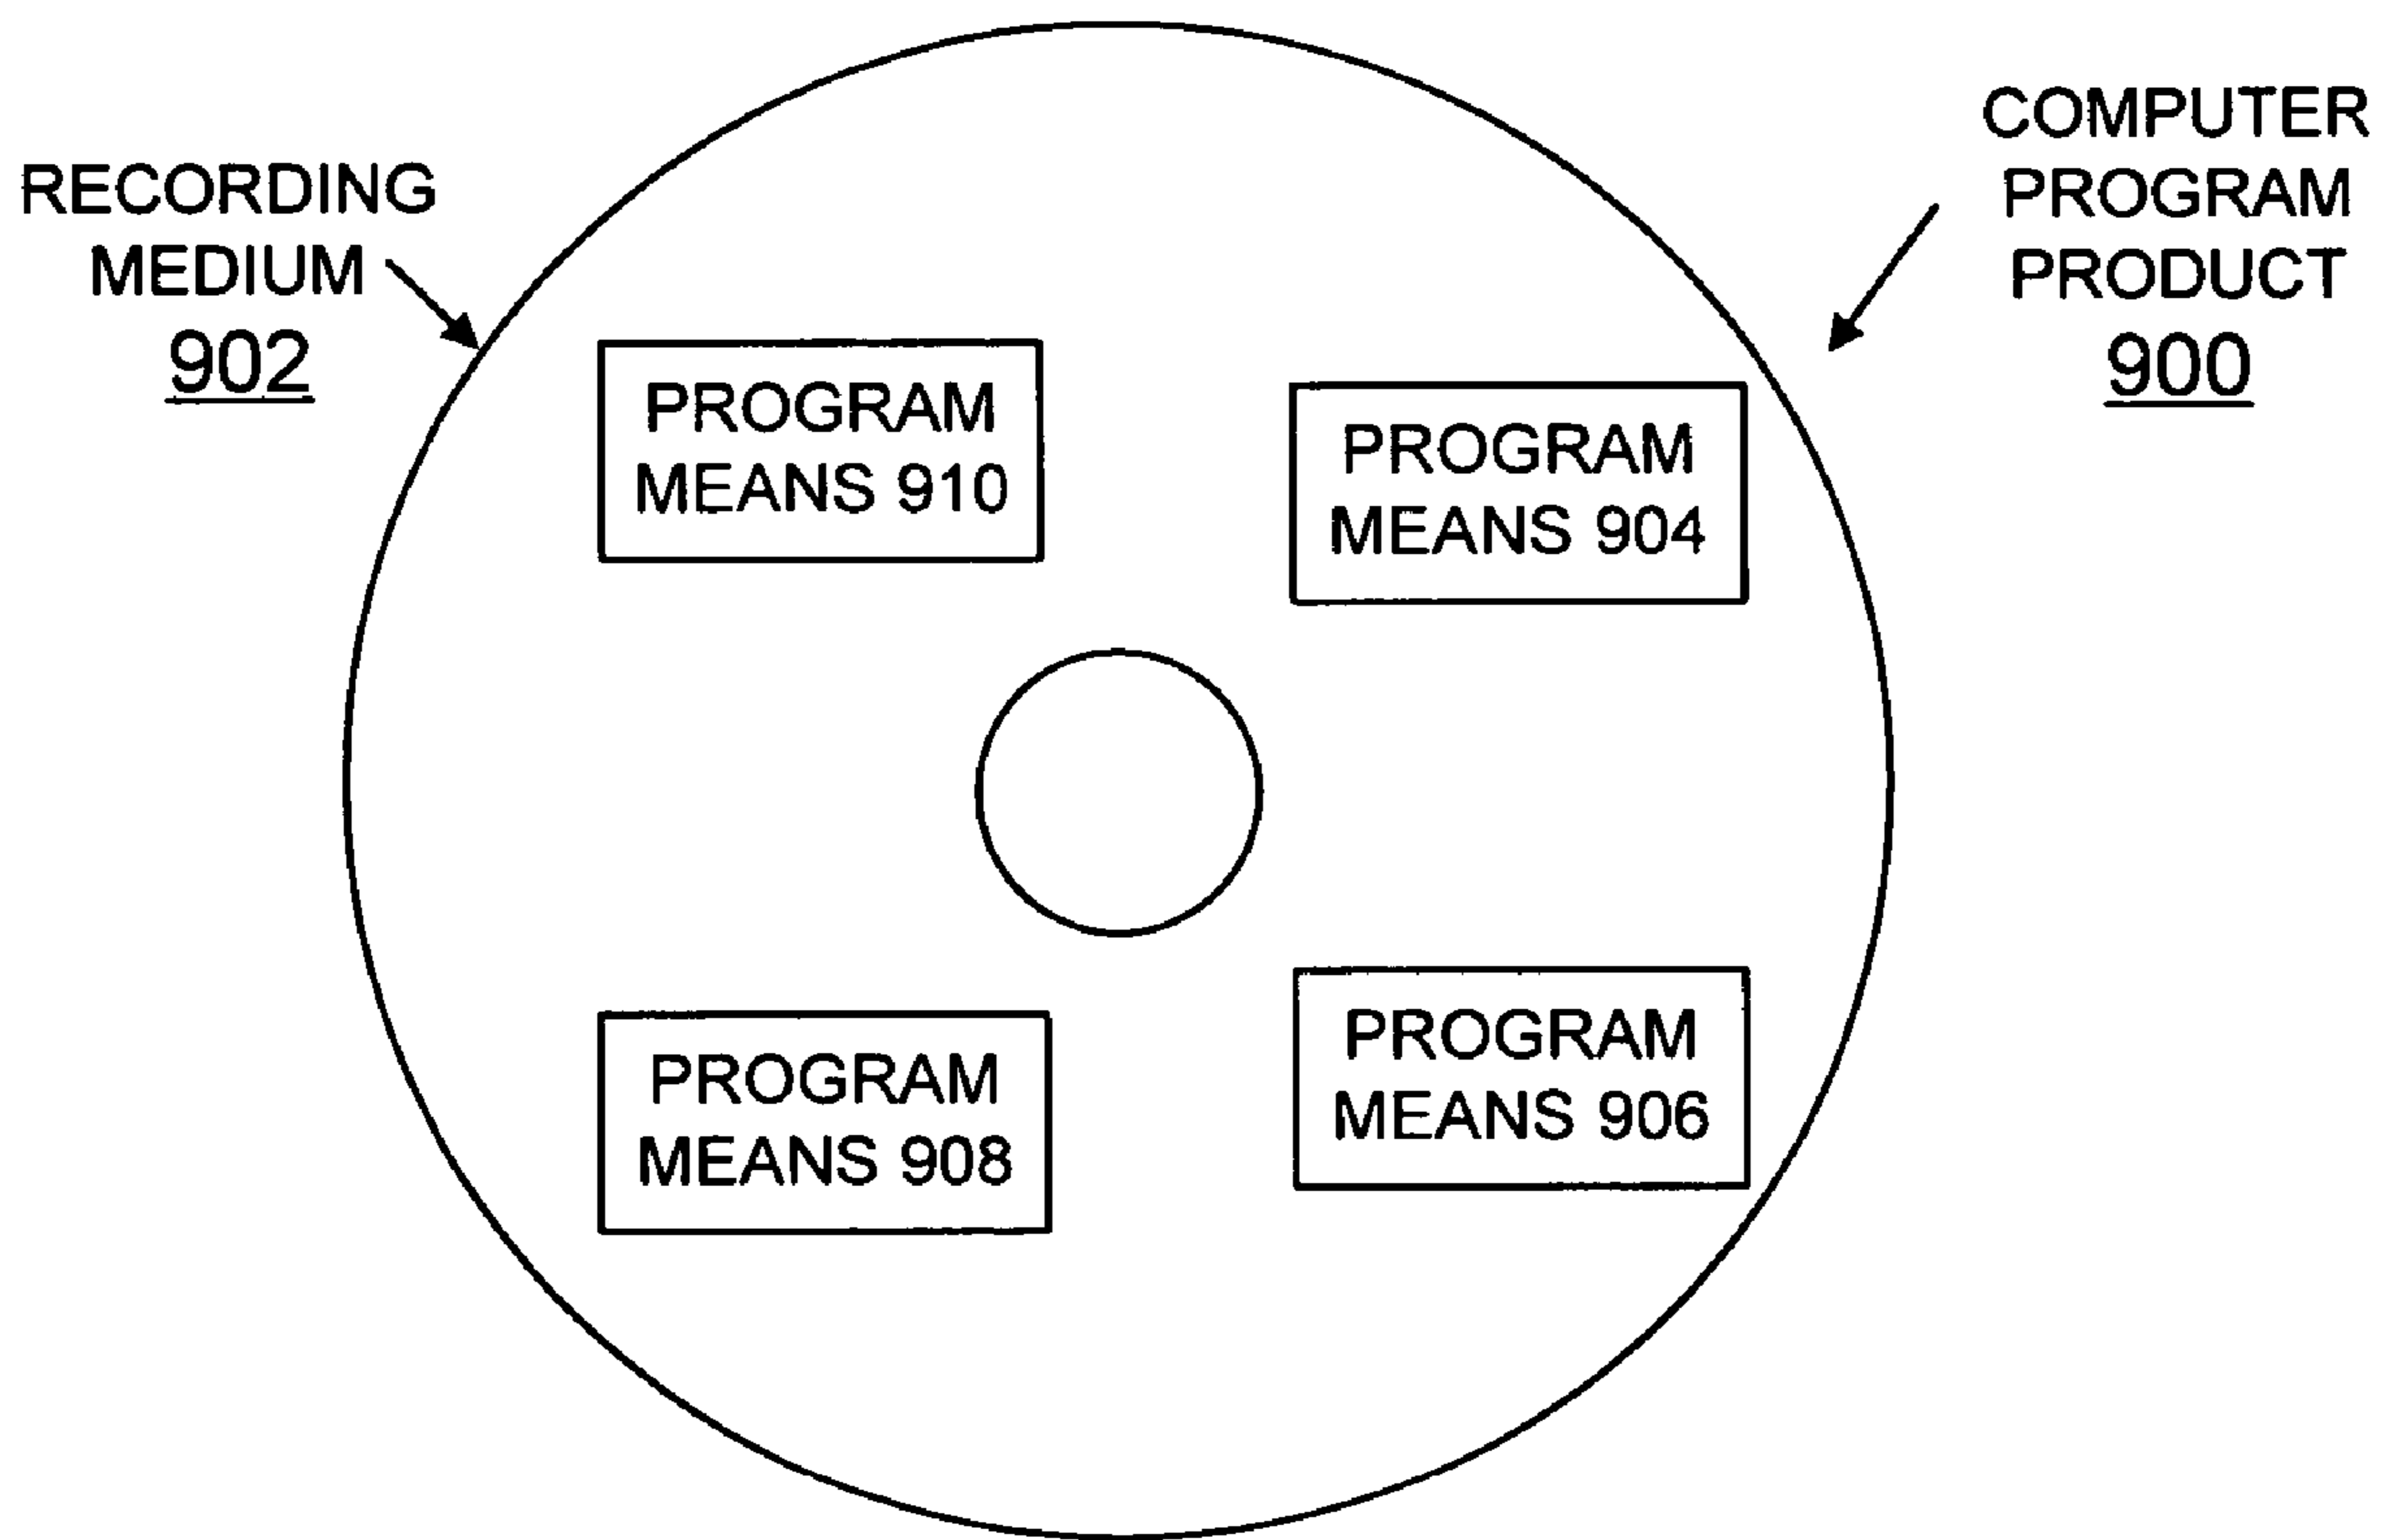 RECORDING
MEDIUM
902
COMPUTER
PROGRAM
PRODUCT
900
PROGRAM
MEANS 910
PROGRAM
MEANS 904
PROGRAM
MEANS 908
PROGRAM
MEANS 906